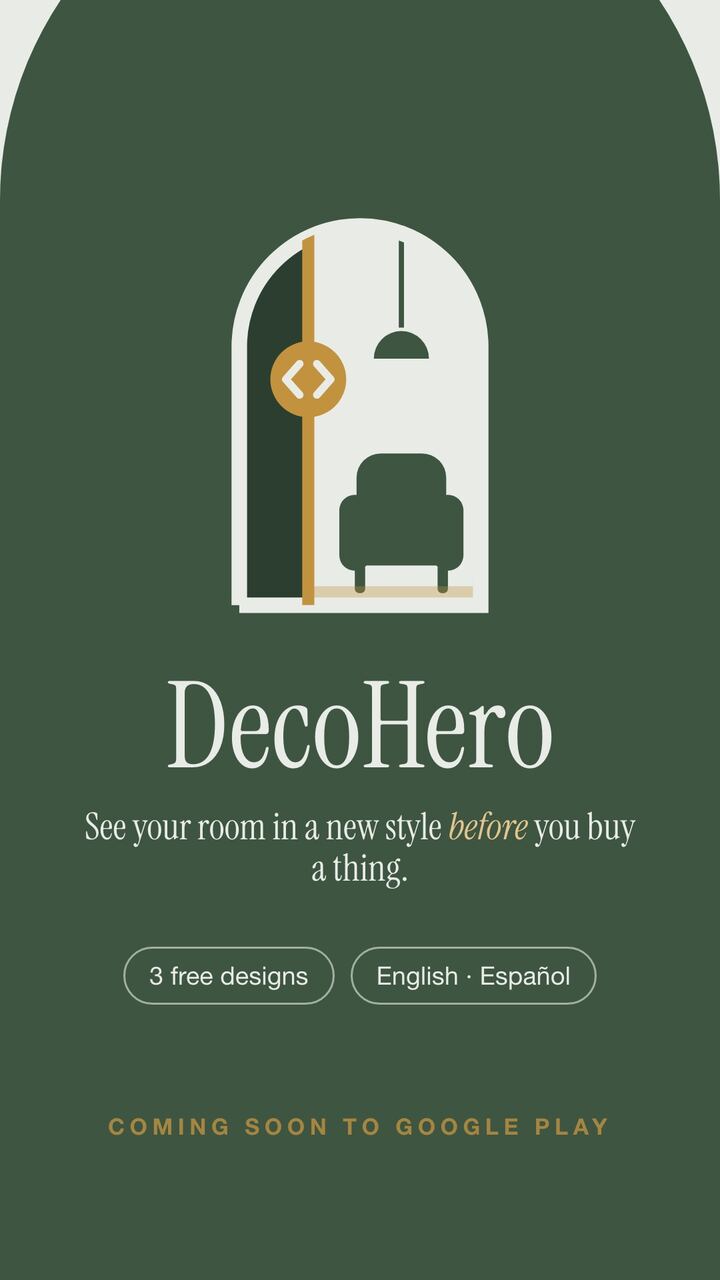 DecoHero
See your room in a new style before you buy
a thing.
3 free designs
English · Español
COMING SOON TO GOOGLE PLAY